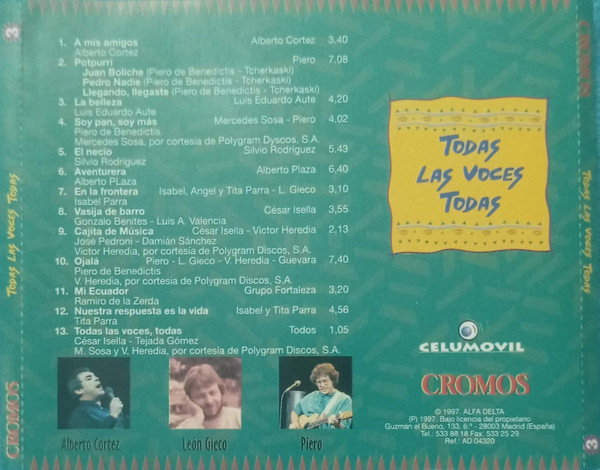 3
TODAS LAS VOCES TODAS
CROMOS
1. A mis amigos Alberto Cortez 3,40
Alberto Cortez
2. Potpurri Piero 7,08
Juan Boliche (Piero de Benedictis - Tcherkaski)
Pedro Nadie (Piero de Benedictis - Tcherkaski)
Llegando, llegaste (Piero de Benedictis - Tcherkaski)
3. La belleza Luis Eduardo Aute 4,20
Luis Eduardo Aute
4. Soy pan, soy más Mercedes Sosa - Piero 4,02
Piero de Benedictis
Mercedes Sosa, por cortesía de Polygram Dyscos, S.A.
5. El necio Silvio Rodríguez 5,43
Silvio Rodríguez
6. Aventurera Alberto Plaza 6,40
Alberto PLaza
7. En la frontera Isabel, Angel y Tita Parra - L. Gieco 3,10
Isabel Parra
8. Vasija de barro César Isella 3,55
Gonzalo Benites - Luis A. Valencia
9. Cajita de Música César Isella - Víctor Heredia 2,13
José Pedroni - Damián Sánchez
Víctor Heredia, por cortesía de Polygram Discos, S.A.
10. Ojalá Piero - L. Gieco - V. Heredia - Guevara 7,40
Piero de Benedictis
V. Heredia, por cortesía de Polygram Discos, S.A.
11. Mi Ecuador Grupo Fortaleza 3,20
Ramiro de la Zerda
12. Nuestra respuesta es la vida Isabel y Tita Parra 4,56
Tita Parra
13. Todas las voces, todas Todos 1,05
César Isella - Tejada Gómez
M. Sosa y V. Heredia, por cortesía de Polygram Discos, S.A.
Alberto Cortez
León Gieco
Piero
TODAS
LAS VOCES
TODAS
CELUMOVIL
CROMOS
© 1997. ALFA DELTA
(P) 1997. Bajo licencia del propietario
Guzmán el Bueno, 133. 6.º - 28003 Madrid (España)
Tel.: 533 88 18 Fax: 533 25 29
Ref.: AD 04320
CROMOS
TODAS LAS VOCES TODAS
3